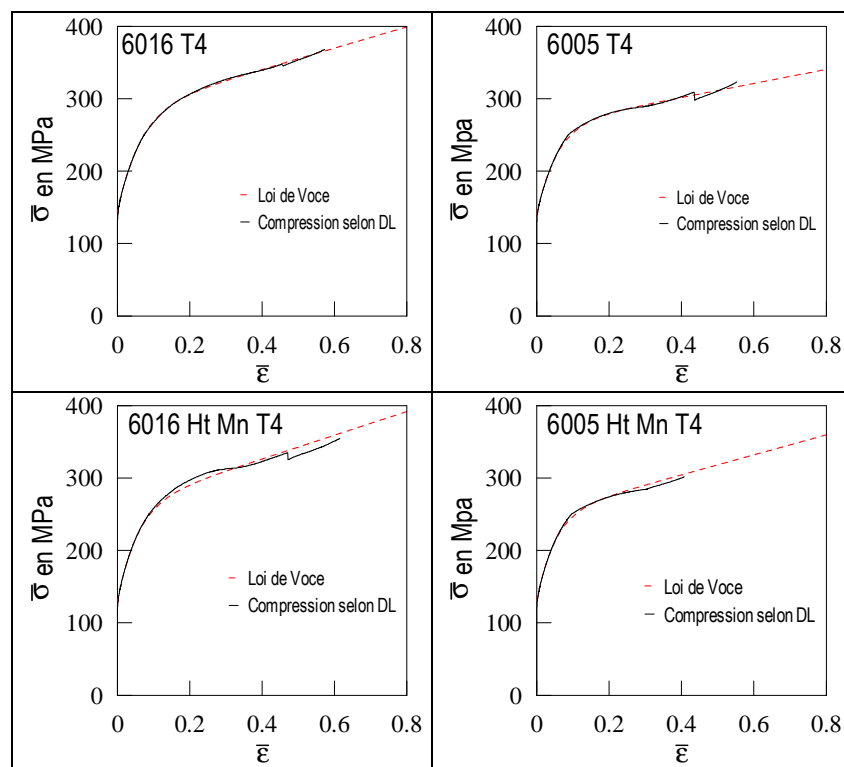 6016 T4
400
300
200
100
0
σ̅ en MPa
Loi de Voce
Compression selon DL
0 0.2 0.4 0.6 0.8
ε̅
6005 T4
400
300
200
100
0
σ̅ en Mpa
Loi de Voce
Compression selon DL
0 0.2 0.4 0.6 0.8
ε̅
6016 Ht Mn T4
400
300
200
100
0
σ̅ en MPa
Loi de Voce
Compression selon DL
0 0.2 0.4 0.6 0.8
ε̅
6005 Ht Mn T4
400
300
200
100
0
σ̅ en Mpa
Loi de Voce
Compression selon DL
0 0.2 0.4 0.6 0.8
ε̅